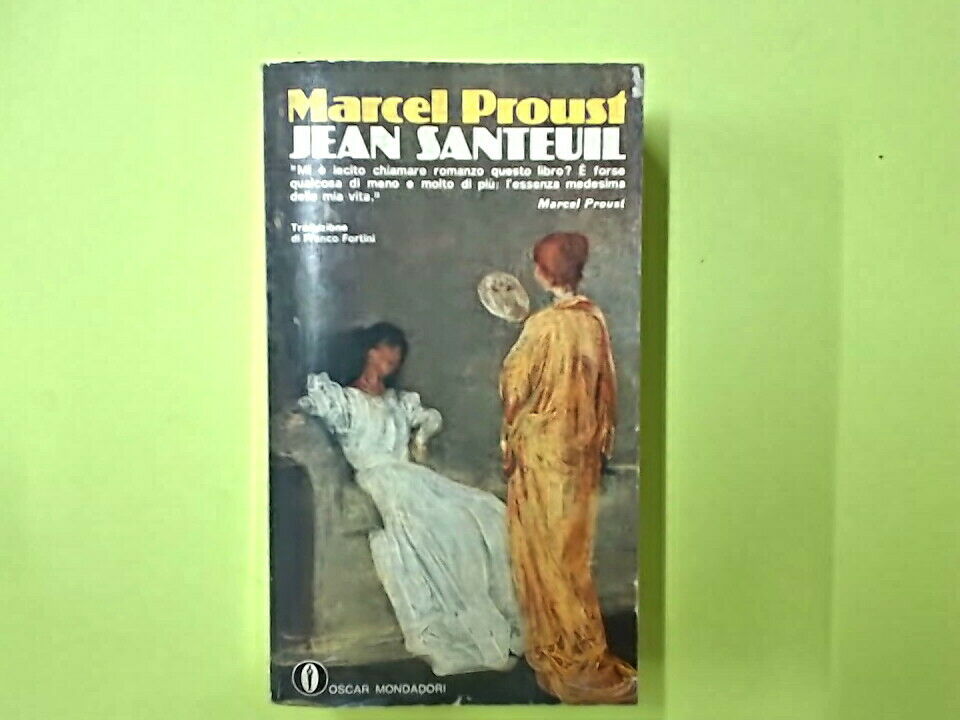 Marcel Proust
JEAN SANTEUIL
"Mi è lecito chiamare romanzo questo libro? È forse
qualcosa di meno e molto di più: l'essenza medesima
della mia vita."
Marcel Proust
Traduzione
di Franco Fortini
OSCAR MONDADORI